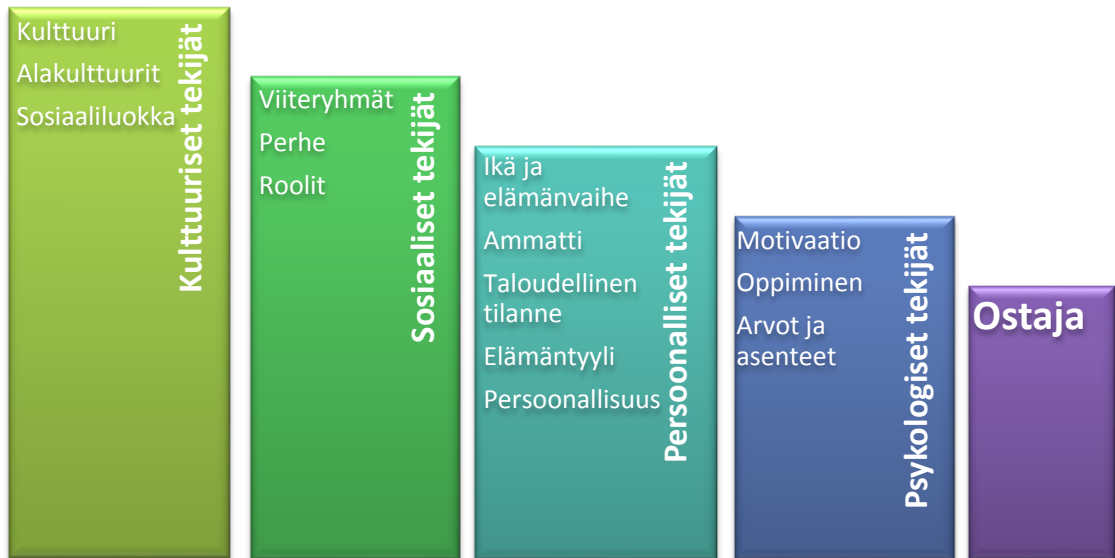 Kulttuuri
Alakulttuurit
Sosiaaliluokka
Kulttuuriset tekijät
Viiteryhmät
Perhe
Roolit
Sosiaaliset tekijät
Ikä ja
elämänvaihe
Ammatti
Taloudellinen
tilanne
Elämäntyyli
Persoonallisuus
Persoonalliset tekijät
Motivaatio
Oppiminen
Arvot ja
asenteet
Psykologiset tekijät
Ostaja